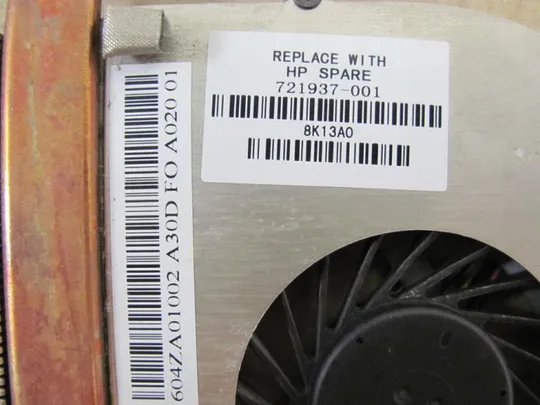 REPLACE WITH
HP SPARE
721937-001
8K13A0
604ZA01002 A30D FO A020 01